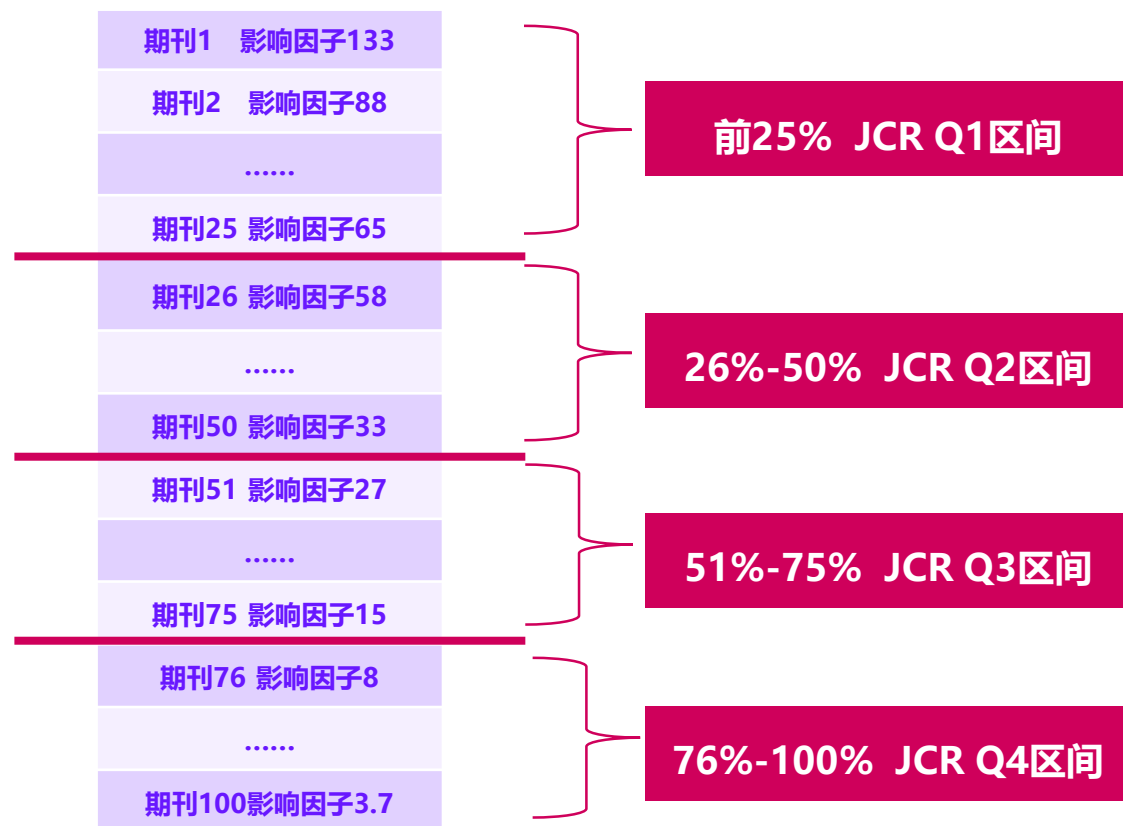 期刊1 影响因子133
期刊2 影响因子88
……
期刊25 影响因子65
前25% JCR Q1区间
期刊26 影响因子58
……
期刊50 影响因子33
26%-50% JCR Q2区间
期刊51 影响因子27
……
期刊75 影响因子15
51%-75% JCR Q3区间
期刊76 影响因子8
……
期刊100影响因子3.7
76%-100% JCR Q4区间